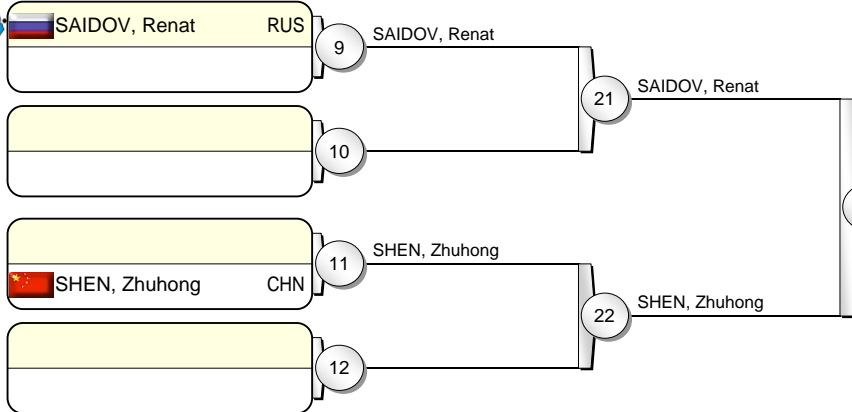 SAIDOV, Renat RUS
9
SAIDOV, Renat
21
SAIDOV, Renat
10
11
SHEN, Zhuhong
SHEN, Zhuhong CHN
22
SHEN, Zhuhong
12